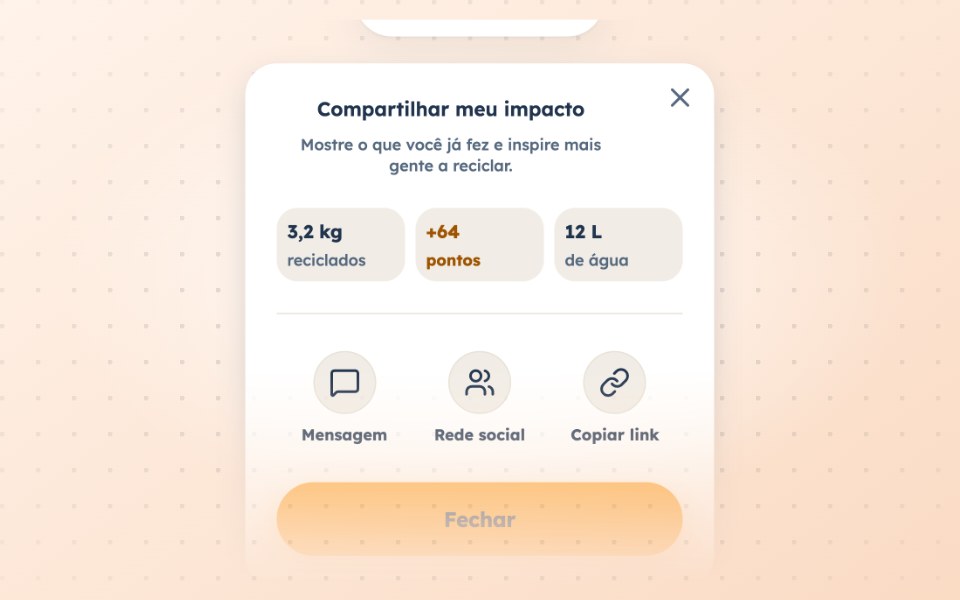 Compartilhar meu impacto
Mostre o que você já fez e inspire mais
gente a reciclar.
3,2 kg
reciclados
+64
pontos
12 L
de água
Mensagem
Rede social
Copiar link
Fechar